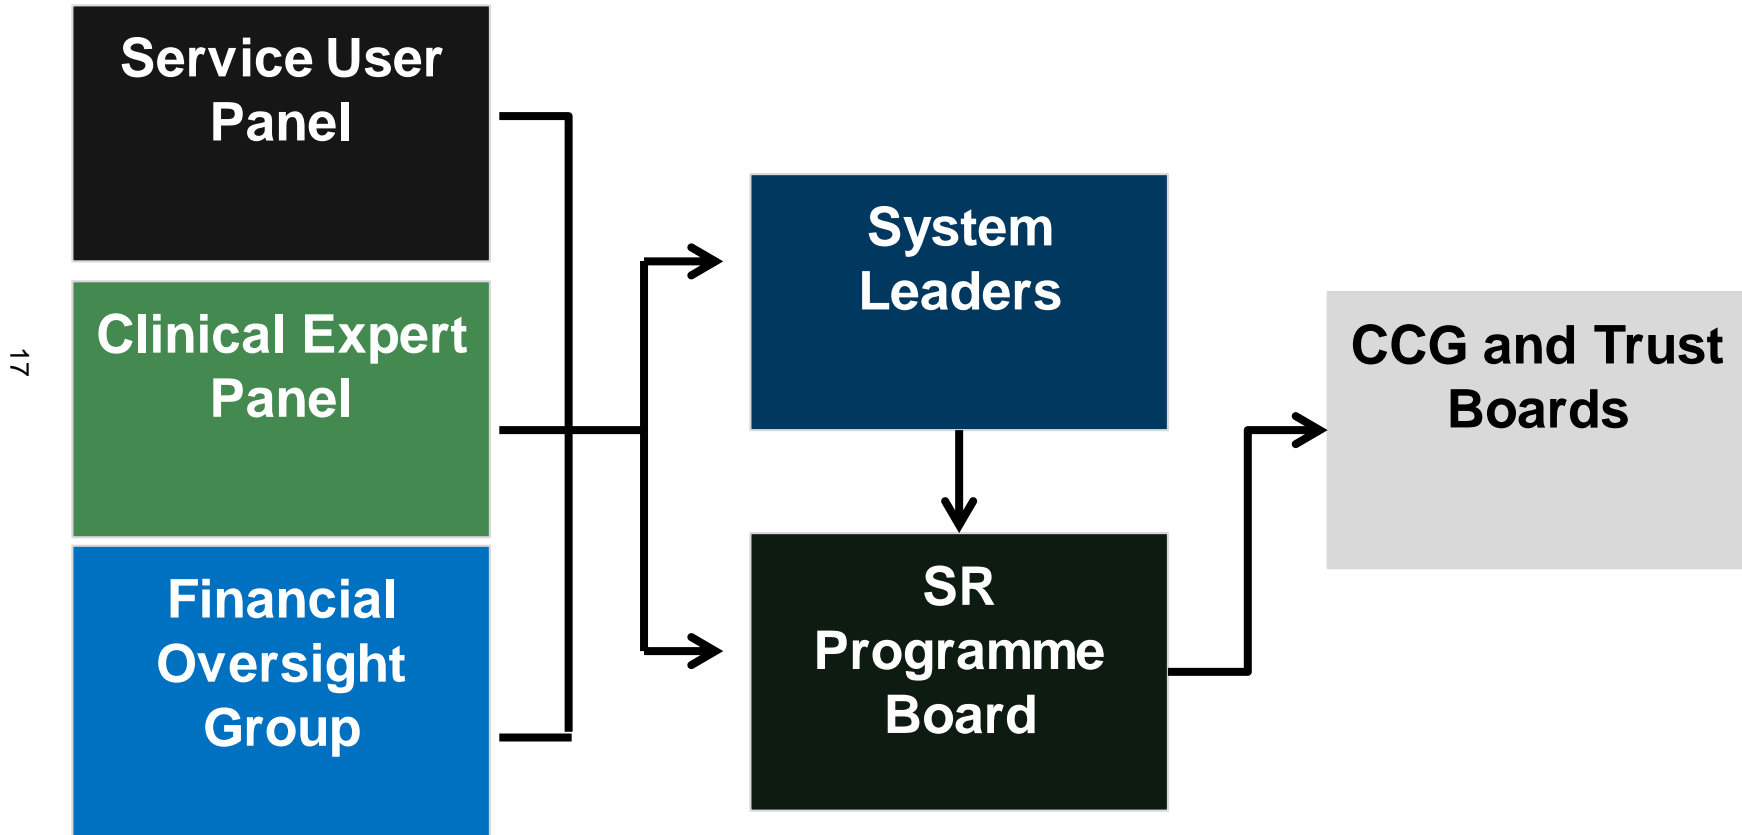 Service User
Panel
Clinical Expert
Panel
Financial
Oversight
Group
System
Leaders
SR
Programme
Board
CCG and Trust
Boards
17